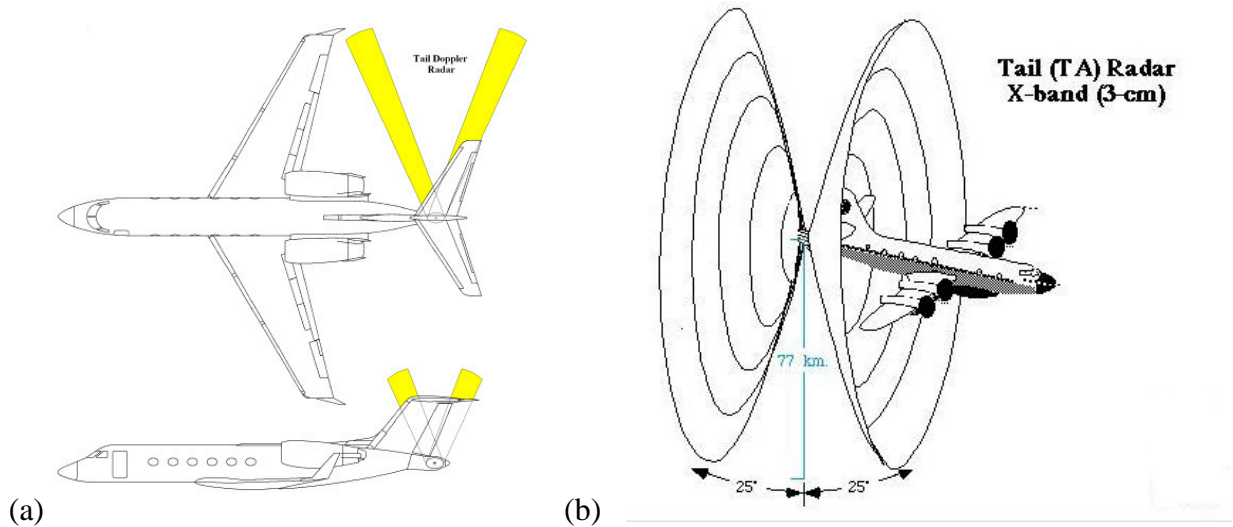 Tail Doppler
Radar
Tail (TA) Radar
X-band (3-cm)
77 km.
25° 25°
(a) (b)